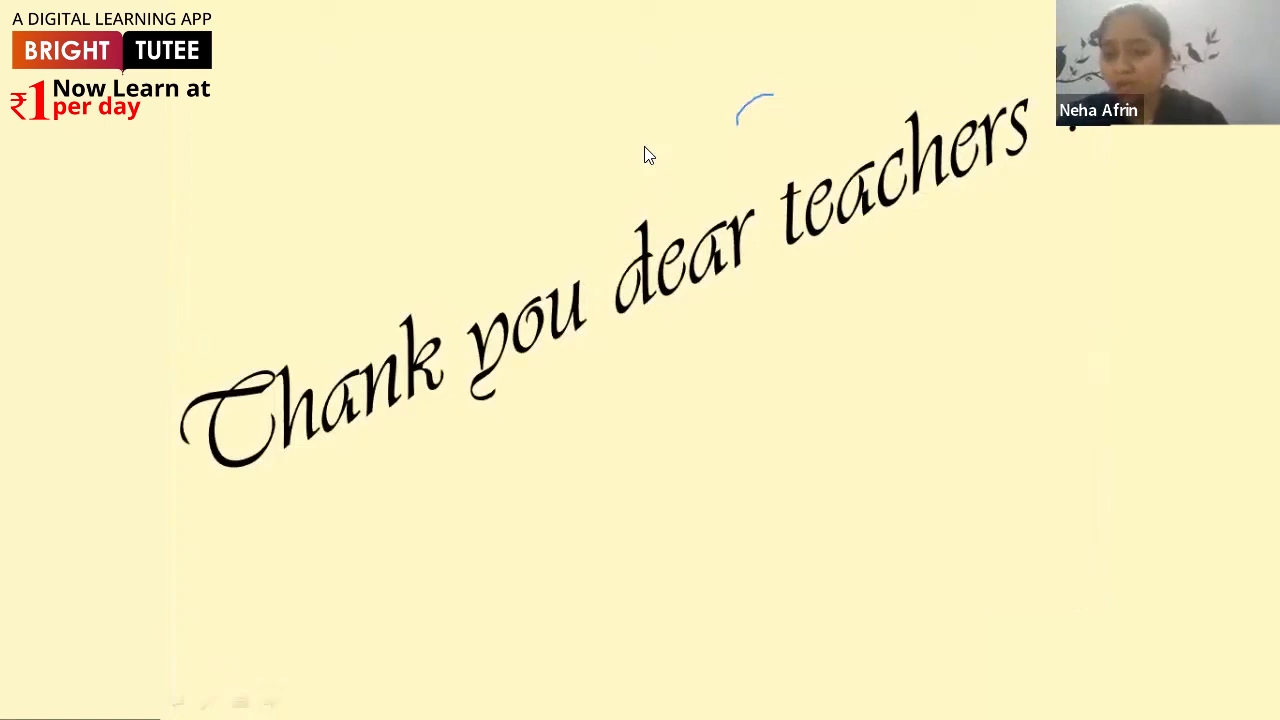 A DIGITAL LEARNING APP
BRIGHT TUTEE
₹1 Now Learn at
per day
Neha Afrin
Thank you dear teachers